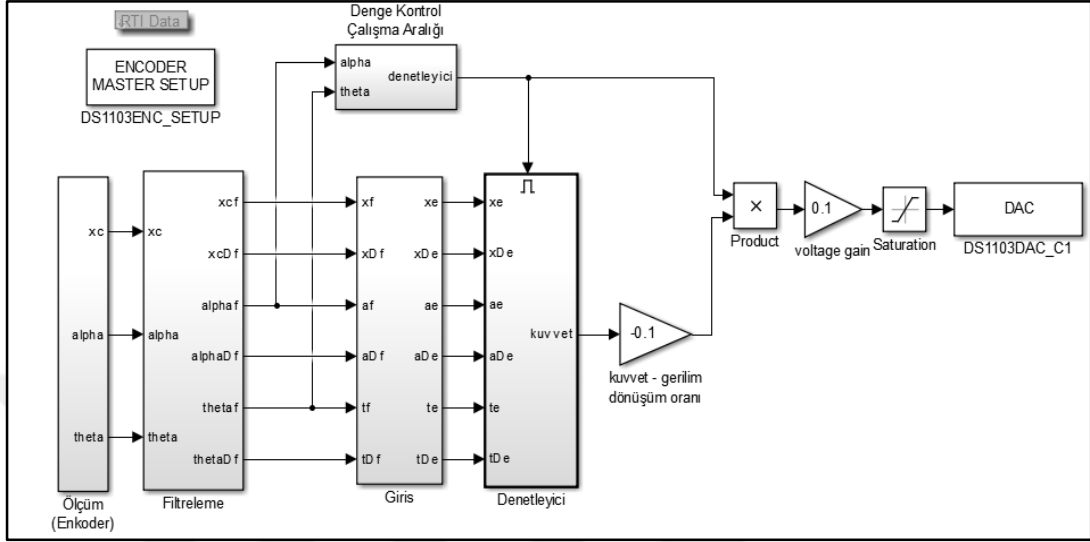 RTI Data
ENCODER
MASTER SETUP
DS1103ENC_SETUP
Denge Kontrol
Çalışma Aralığı
alpha
theta
denetleyici
xc
alpha
theta
Ölçüm
(Enkoder)
xc
alpha
theta
xcf
xcDf
alphaf
alphaDf
thetaf
thetaDf
Filtreleme
xf
xDf
af
aDf
tf
tDf
xe
xDe
ae
aDe
te
tDe
Giris
xe
xDe
ae
aDe
te
tDe
kuvvet
Denetleyici
-0.1
kuvvet - gerilim
dönüşüm oranı
×
Product
0.1
voltage gain
Saturation
DAC
DS1103DAC_C1